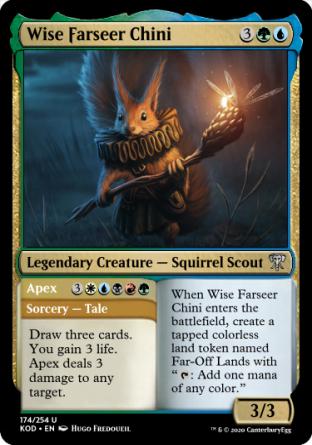 Wise Farseer Chini 3
Legendary Creature — Squirrel Scout
Apex 3
Sorcery — Tale
Draw three cards.
You gain 3 life.
Apex deals 3
damage to any
target.
When Wise Farseer
Chini enters the
battlefield, create a
tapped colorless
land token named
Far-Off Lands with
“ : Add one mana
of any color.”
3/3
174/254 U
KOD • EN Hugo Fredoueil
™ & © 2020 CanterburyEgg